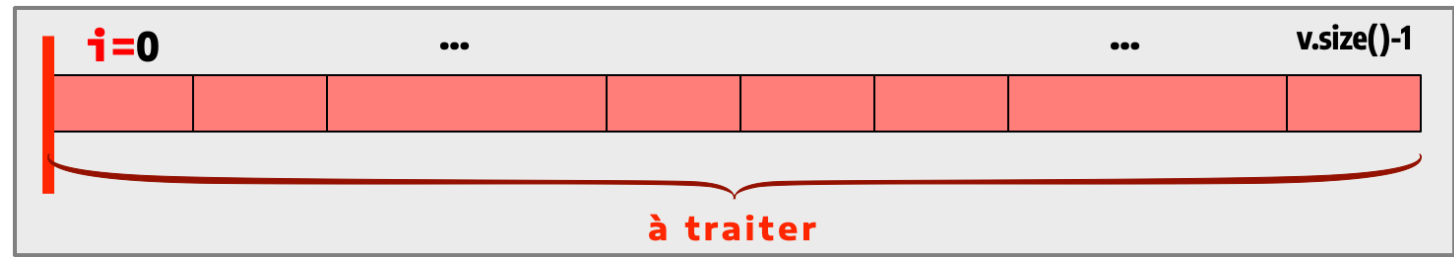 i=0 ... ... v.size()-1
à traiter